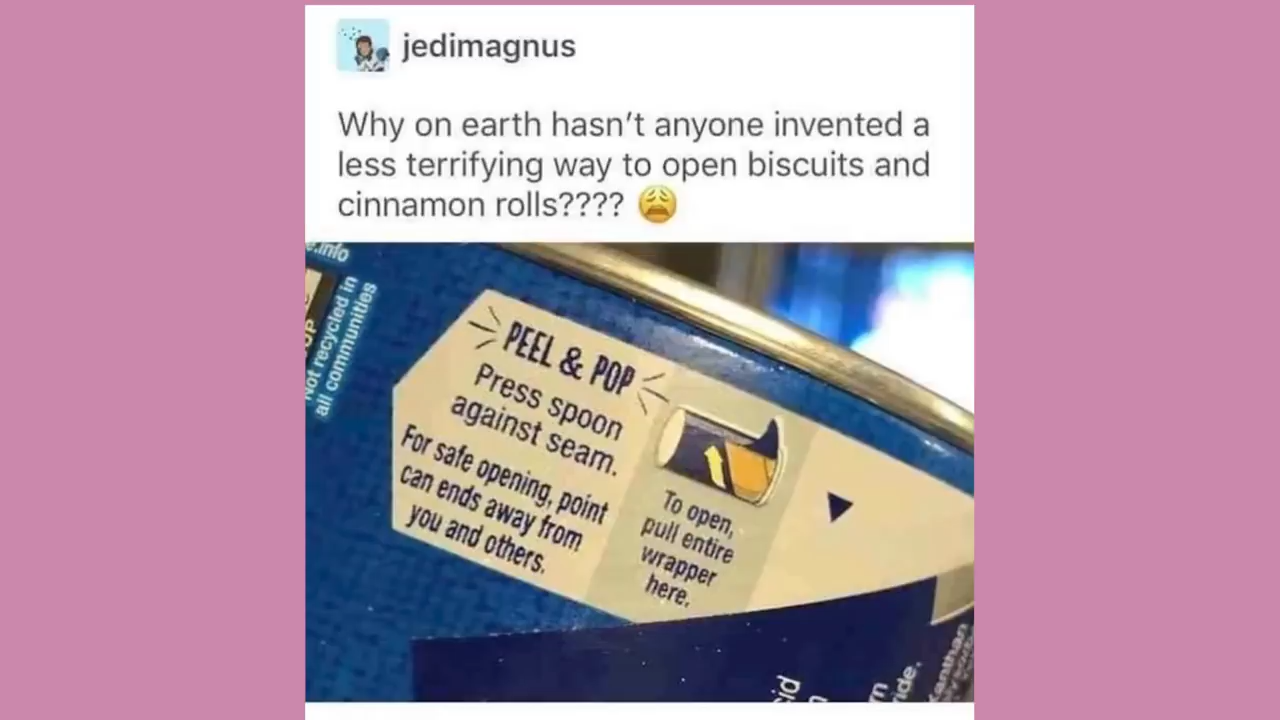 jedimagnus
Why on earth hasn't anyone invented a
less terrifying way to open biscuits and
cinnamon rolls???? 😩
e.info
Not recycled in
all communities
PEEL & POP
Press spoon
against seam.
For safe opening, point
can ends away from
you and others.
To open,
pull entire
wrapper
here.